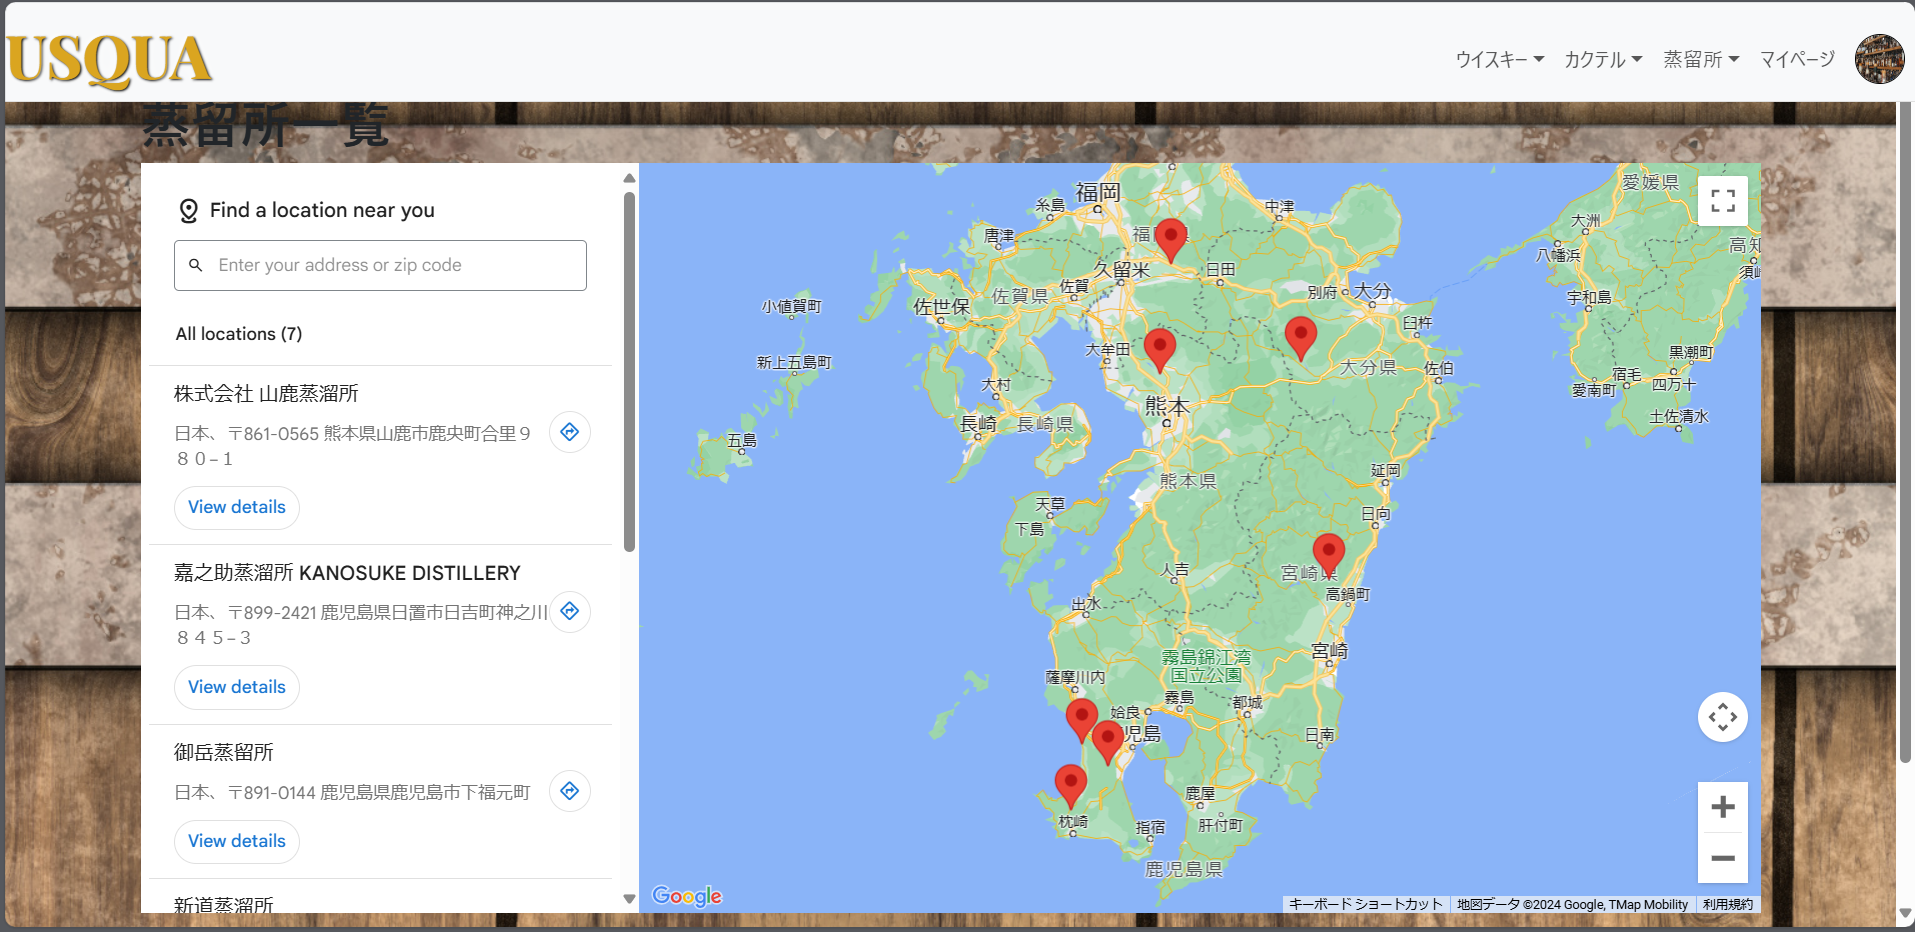 USQUA
ウイスキー
カクテル
蒸留所
マイページ
蒸留所一覧
Find a location near you
Enter your address or zip code
All locations (7)
株式会社 山鹿蒸溜所
日本、〒861-0565 熊本県山鹿市鹿央町合里９
８０−１
View details
嘉之助蒸溜所 KANOSUKE DISTILLERY
日本、〒899-2421 鹿児島県日置市日吉町神之川
８４５−３
View details
御岳蒸留所
日本、〒891-0144 鹿児島県鹿児島市下福元町
View details
新道蒸溜所
福岡
糸島
中津
愛媛県
唐津
大洲
高知
八幡浜
久留米
日田
佐賀
佐賀県
別府
大分
宇和島
佐世保
小値賀町
臼杵
大牟田
新上五島町
大分県
佐伯
黒潮町
宿毛
四万十
愛南町
大村
熊本
土佐清水
長崎
長崎県
五島
延岡
熊本県
天草
下島
日向
人吉
宮崎県
高鍋町
出水
宮崎
霧島錦江湾
国立公園
薩摩川内
霧島
都城
姶良
児島
日南
鹿屋
枕崎
指宿
肝付町
鹿児島県
Google
キーボード ショートカット
地図データ ©2024 Google, TMap Mobility
利用規約